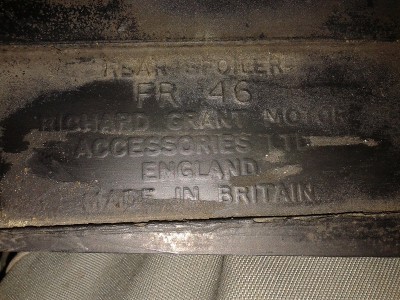 REAR SPOILER
FR 46
RICHARD GRANT MOTOR
ACCESSORIES LTD
ENGLAND
MADE IN BRITAIN